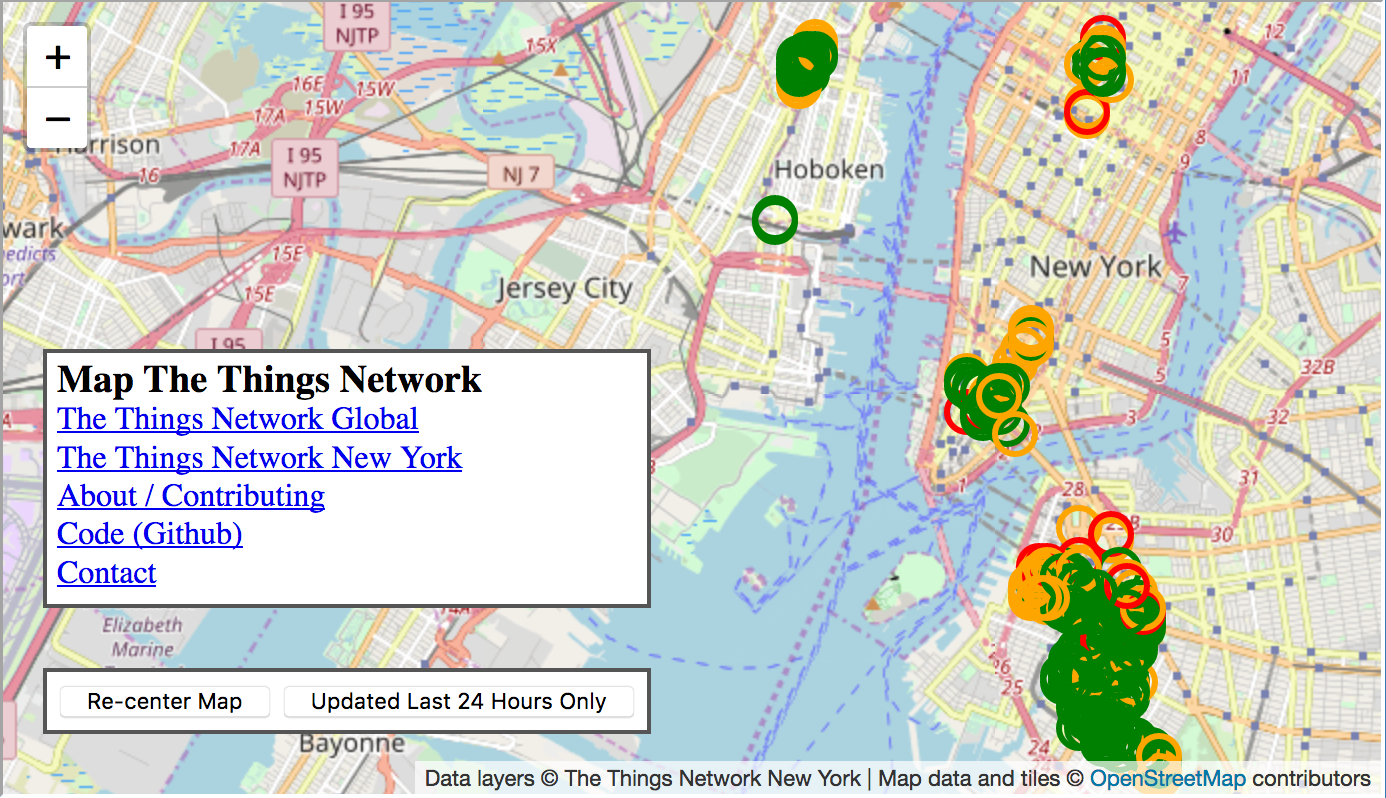 I 95
NJTP
15X
12
+
16E
15W
15W
17A
11
−
Harrison
17A
I 95
NJTP
8
9
16
NJ 7
Hoboken
wark
edicts
ort
15E
New York
15E
Jersey City
7
I 95
5
5
32B
Map The Things Network
The Things Network Global
3
32
The Things Network New York
2
31
About / Contributing
1
28
Code (Github)
30
Contact
14A
Elizabeth
Marine
26
25
Re-center Map
Updated Last 24 Hours Only
Bayonne
24
Data layers © The Things Network New York | Map data and tiles © OpenStreetMap contributors